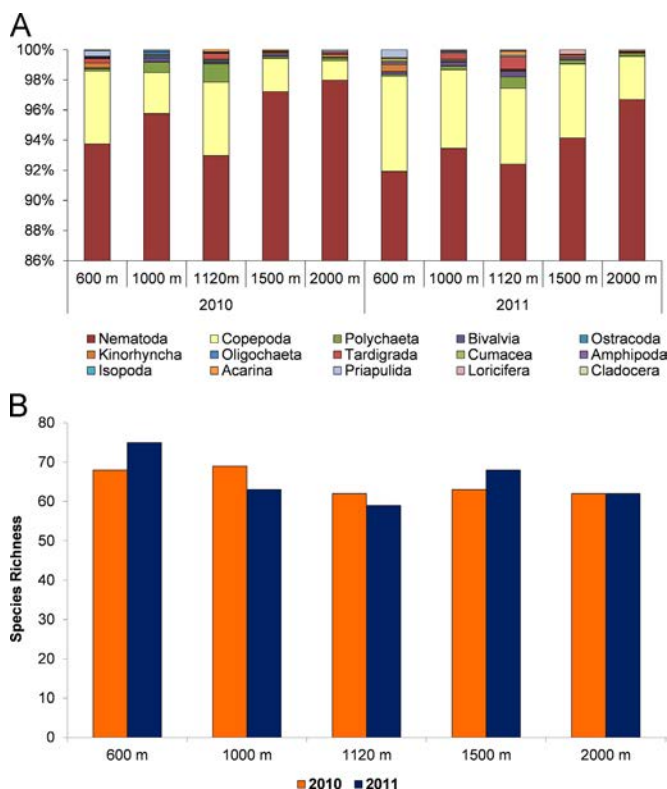 A
100%
98%
96%
94%
92%
90%
88%
86%
600 m 1000 m 1120m 1500 m 2000 m 600 m 1000 m 1120 m 1500 m 2000 m
2010 2011
Nematoda Copepoda Polychaeta Bivalvia Ostracoda
Kinorhyncha Oligochaeta Tardigrada Cumacea Amphipoda
Isopoda Acarina Priapulida Loricifera Cladocera
B
80
70
60
50
40
30
20
10
0
Species Richness
600 m 1000 m 1120 m 1500 m 2000 m
2010 2011